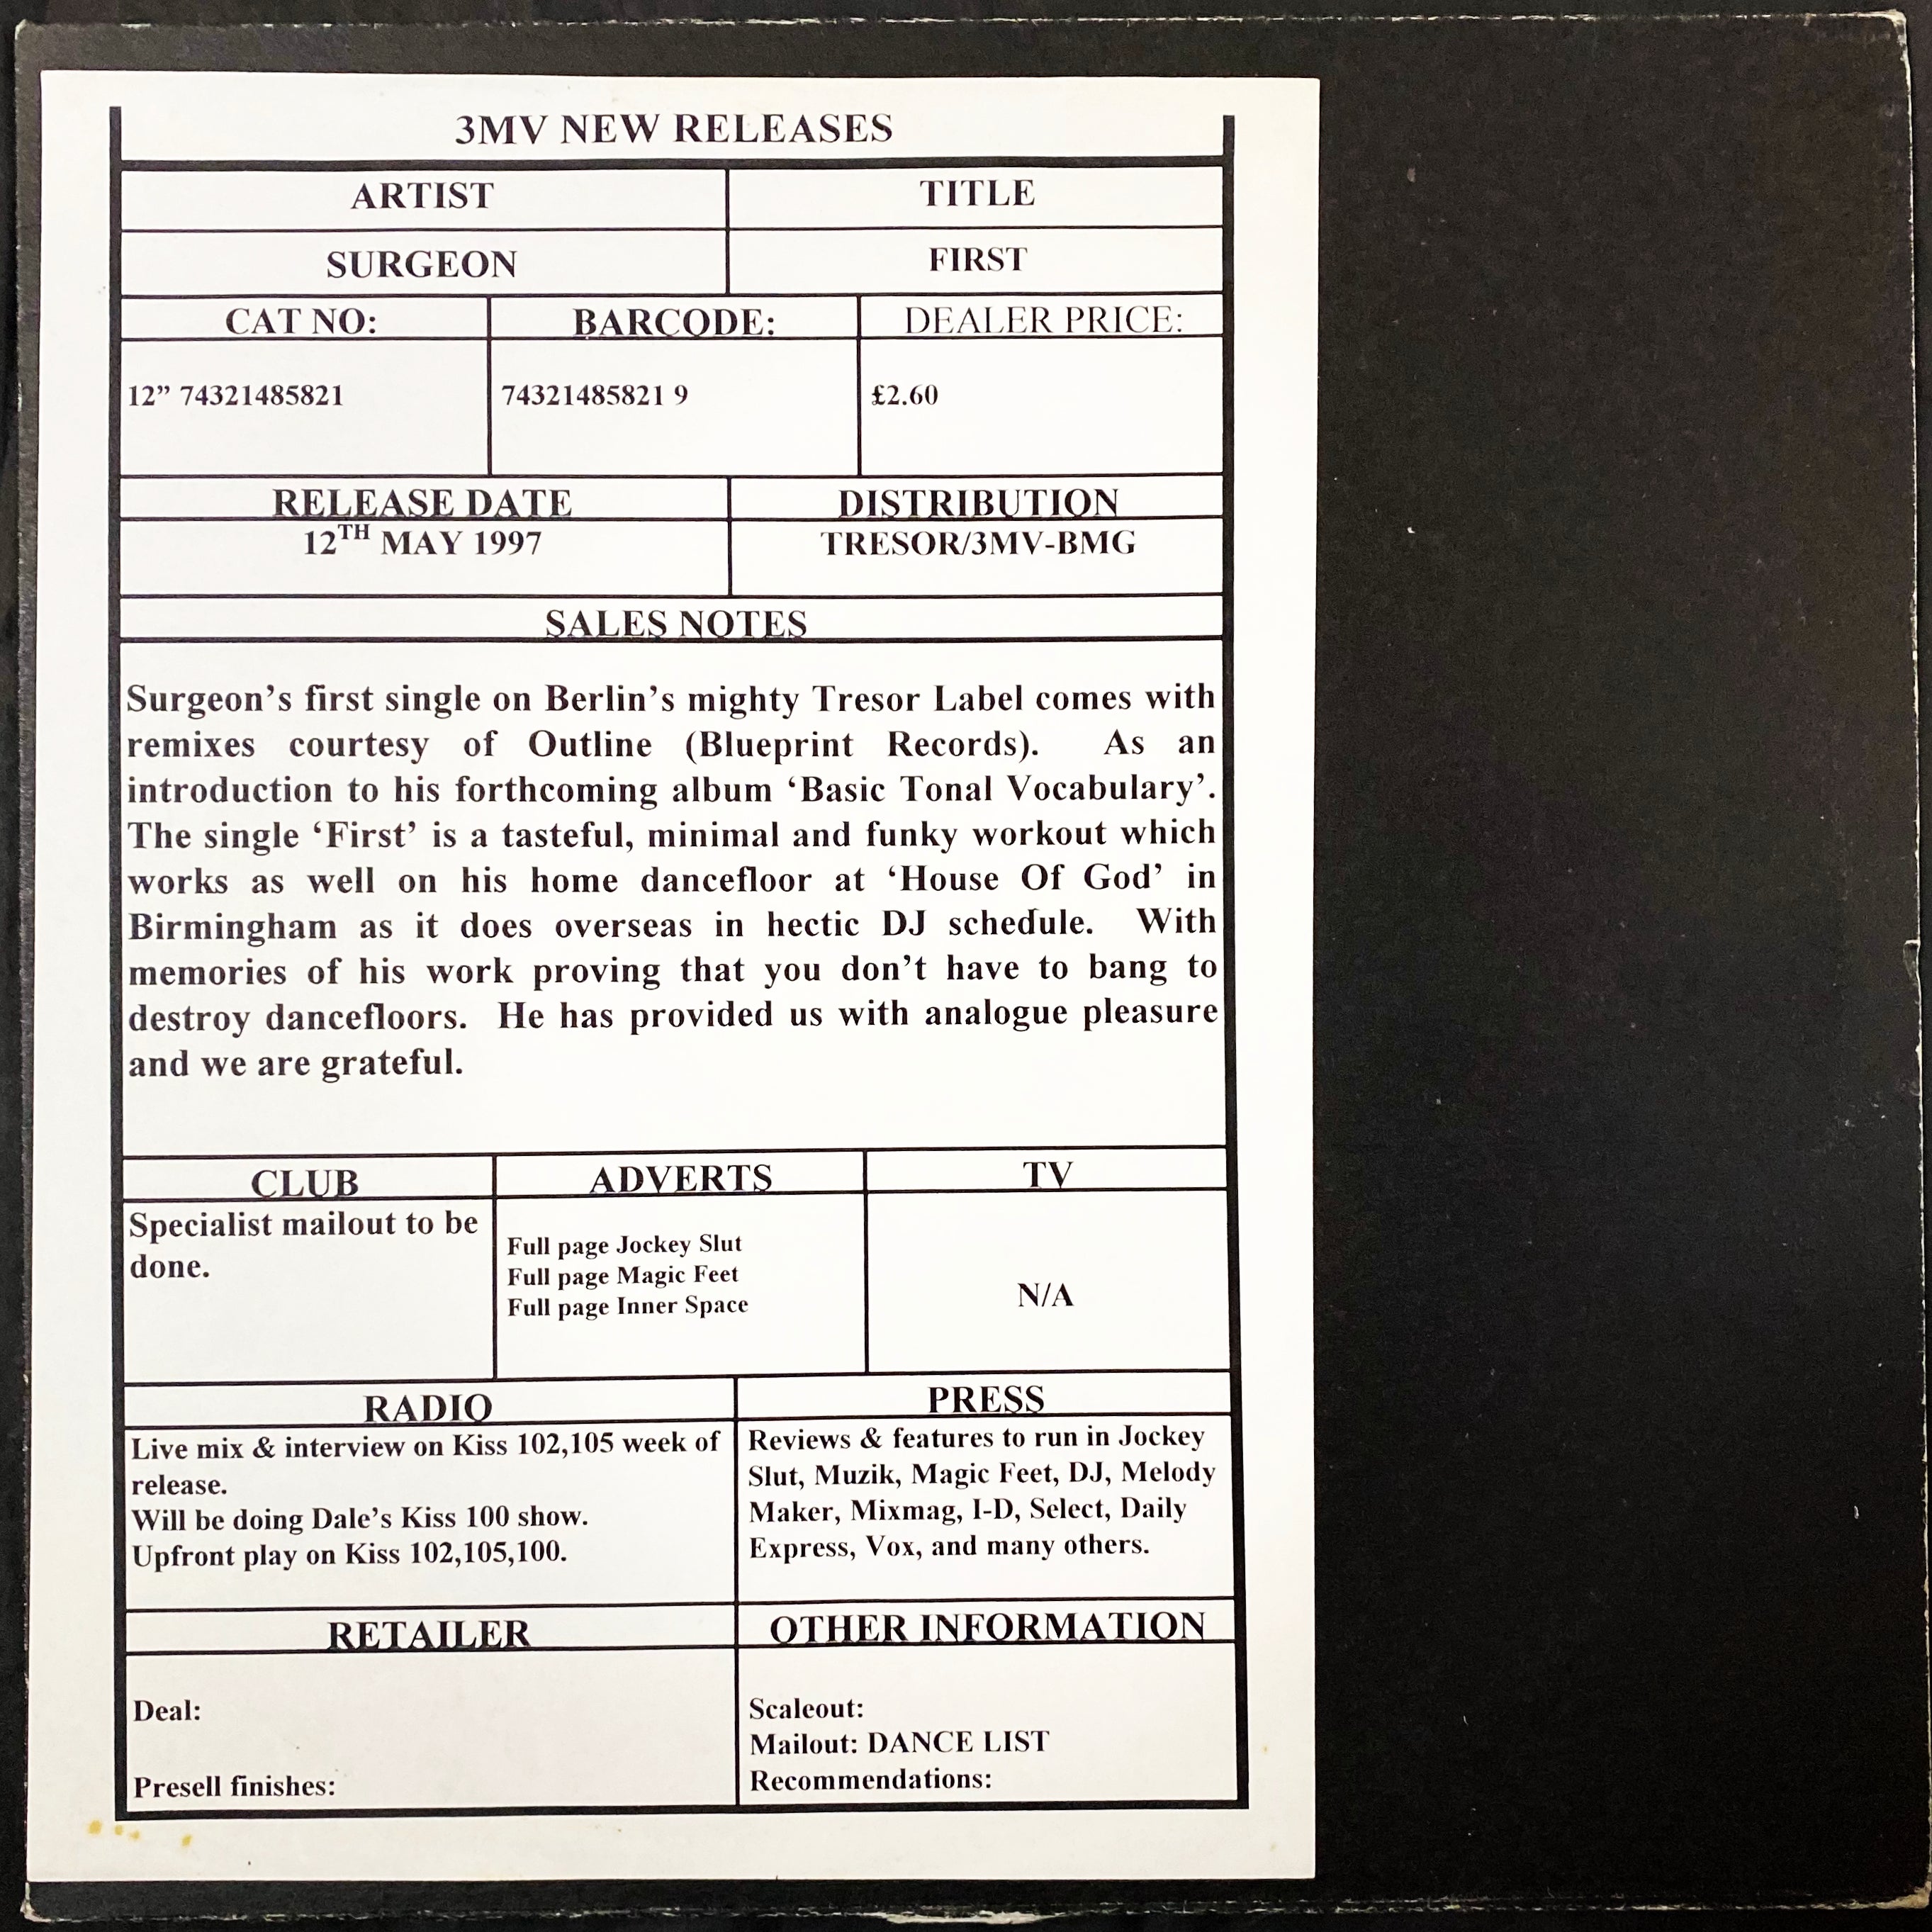 3MV NEW RELEASES
ARTIST
TITLE
SURGEON
FIRST
CAT NO:
BARCODE:
DEALER PRICE:
12” 74321485821
74321485821 9
£2.60
RELEASE DATE
DISTRIBUTION
12TH MAY 1997
TRESOR/3MV-BMG
SALES NOTES
Surgeon’s first single on Berlin’s mighty Tresor Label comes with
remixes courtesy of Outline (Blueprint Records). As an
introduction to his forthcoming album ‘Basic Tonal Vocabulary’.
The single ‘First’ is a tasteful, minimal and funky workout which
works as well on his home dancefloor at ‘House Of God’ in
Birmingham as it does overseas in hectic DJ schedule. With
memories of his work proving that you don’t have to bang to
destroy dancefloors. He has provided us with analogue pleasure
and we are grateful.
CLUB
ADVERTS
TV
Specialist mailout to be
done.
Full page Jockey Slut
Full page Magic Feet
Full page Inner Space
N/A
RADIO
PRESS
Live mix & interview on Kiss 102,105 week of
release.
Will be doing Dale’s Kiss 100 show.
Upfront play on Kiss 102,105,100.
Reviews & features to run in Jockey
Slut, Muzik, Magic Feet, DJ, Melody
Maker, Mixmag, I-D, Select, Daily
Express, Vox, and many others.
RETAILER
OTHER INFORMATION
Deal:
Presell finishes:
Scaleout:
Mailout: DANCE LIST
Recommendations: